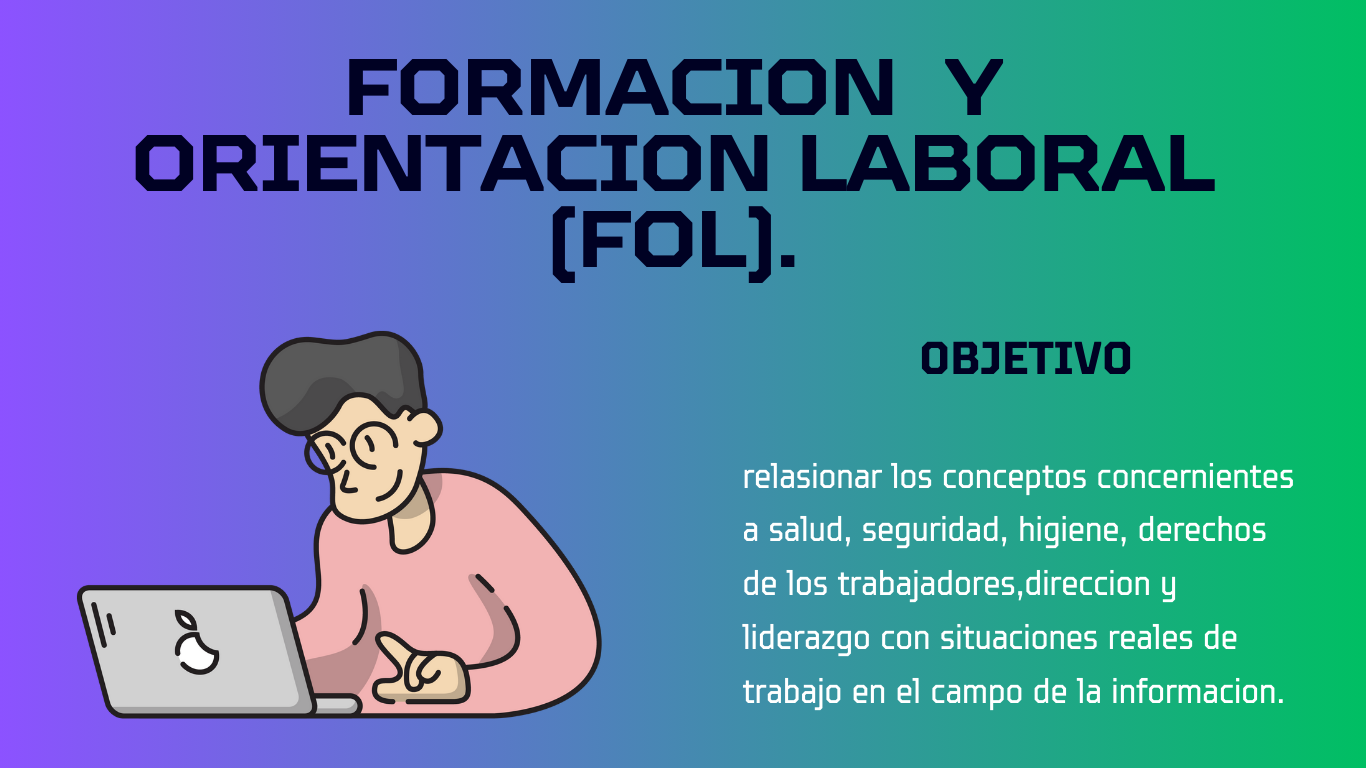 FORMACION Y
ORIENTACION LABORAL
(FOL).
OBJETIVO
relasionar los conceptos concernientes
a salud, seguridad, higiene, derechos
de los trabajadores,direccion y
liderazgo con situaciones reales de
trabajo en el campo de la informacion.